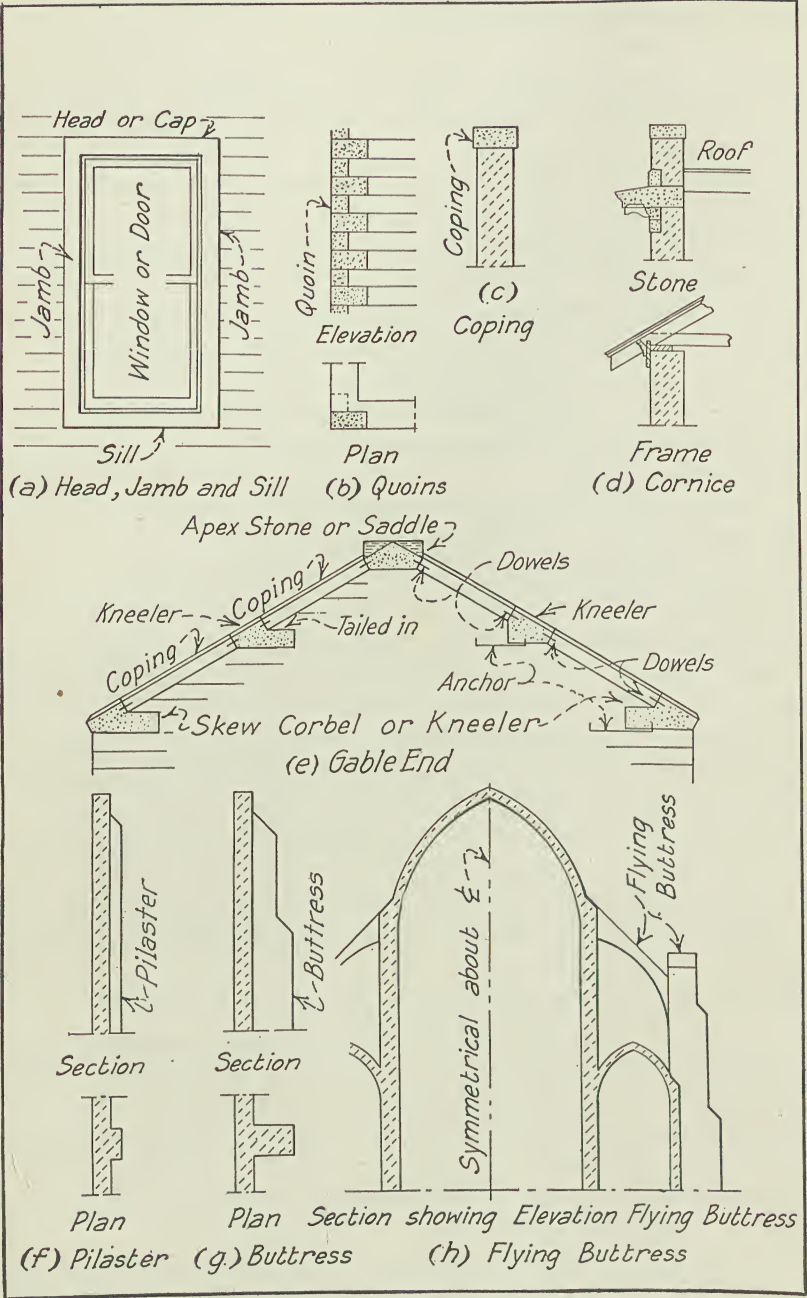 Head or Cap
Jamb
Window or Door
Jamb
Sill
(a) Head, Jamb and Sill
Quoin
Elevation
Plan
(b) Quoins
Coping
(c)
Coping
Roof
Stone
Frame
(d) Cornice
Apex Stone or Saddle
Coping
Dowels
Kneeler
Tailed in
Kneeler
Coping
Anchor
Dowels
Skew Corbel or Kneeler
(e) Gable End
Pilaster
Section
Plan
(f) Pilaster
Buttress
Section
Plan
(g.) Buttress
Symmetrical about ℄
Flying
Buttress
Section showing Elevation Flying Buttress
(h) Flying Buttress